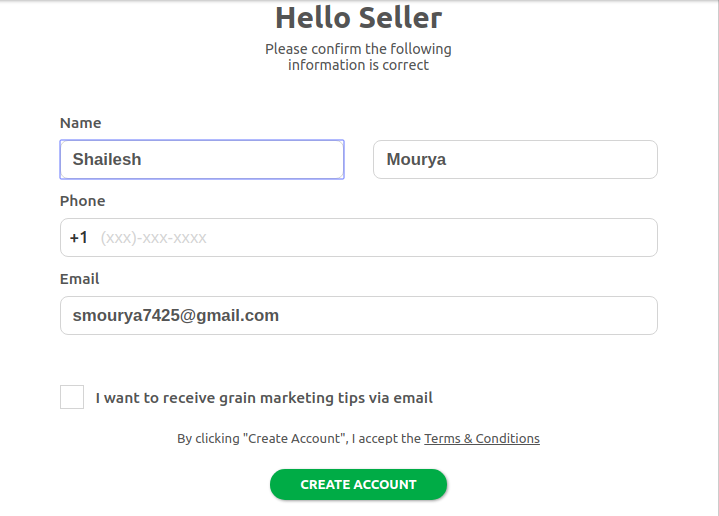 Hello Seller
Please confirm the following
information is correct
Name
Shailesh Mourya
Phone
+1 (xxx)-xxx-xxxx
Email
smourya7425@gmail.com
I want to receive grain marketing tips via email
By clicking "Create Account", I accept the Terms & Conditions
CREATE ACCOUNT